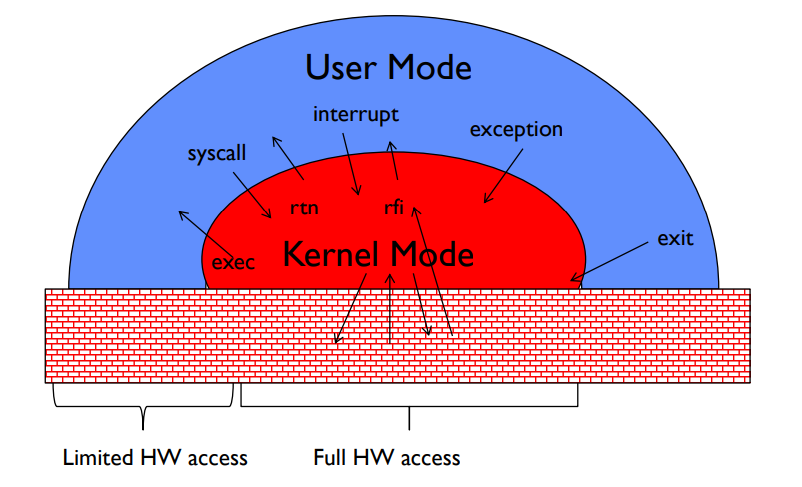 User Mode
interrupt
exception
syscall
rtn
rfi
exit
exec
Kernel Mode
Limited HW access
Full HW access